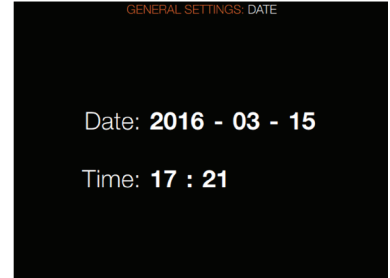 GENERAL SETTINGS: DATE
Date: 2016 - 03 - 15
Time: 17 : 21